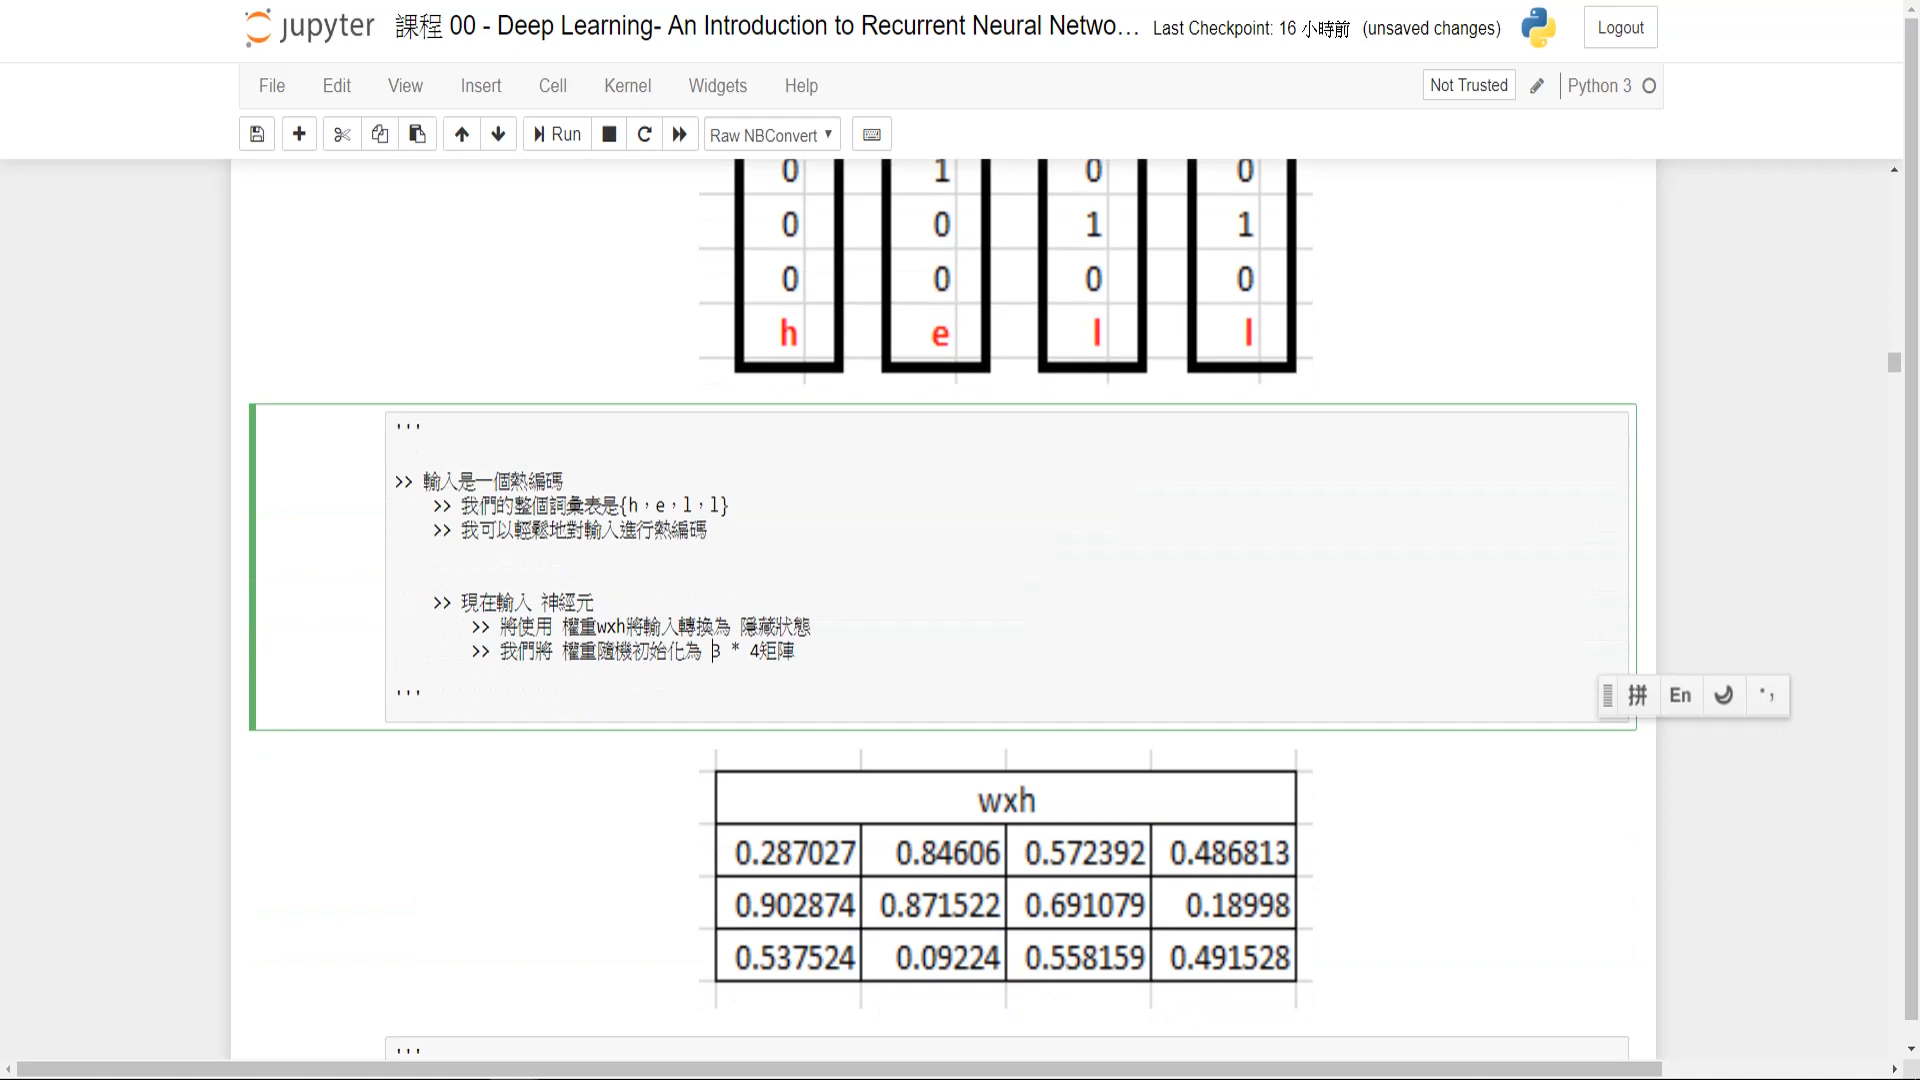 jupyter 課程 00 - Deep Learning- An Introduction to Recurrent Neural Netwo... Last Checkpoint: 16 小時前 (unsaved changes) Logout
File Edit View Insert Cell Kernel Widgets Help Not Trusted Python 3
Run Raw NBConvert
0 1 0 0
0 0 1 1
0 0 0 0
h e l l
'''
>> 輸入是一個熱編碼
>> 我們的整個詞彙表是{h,e,l,l}
>> 我可以輕鬆地對輸入進行熱編碼
>> 現在輸入 神經元
>> 將使用 權重wxh將輸入轉換為 隱藏狀態
>> 我們將 權重隨機初始化為 3 * 4矩陣
'''
拼 En
wxh
0.287027 0.84606 0.572392 0.486813
0.902874 0.871522 0.691079 0.18998
0.537524 0.09224 0.558159 0.491528
'''